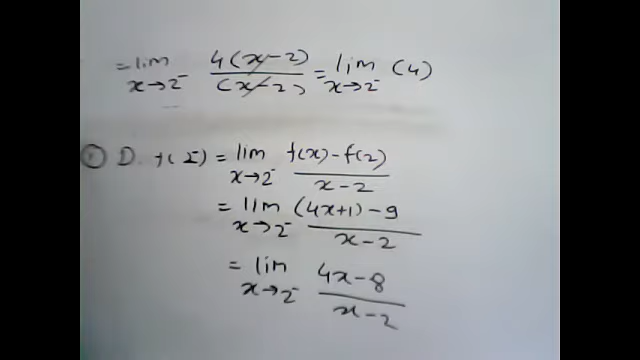 = lim x→2⁻ 4(x-2)/(x-2) = lim x→2⁻ (4)
D. f(2⁻) = lim x→2⁻ f(x)-f(2)/x-2
= lim x→2⁻ (4x+1)-9/x-2
= lim x→2⁻ 4x-8/x-2